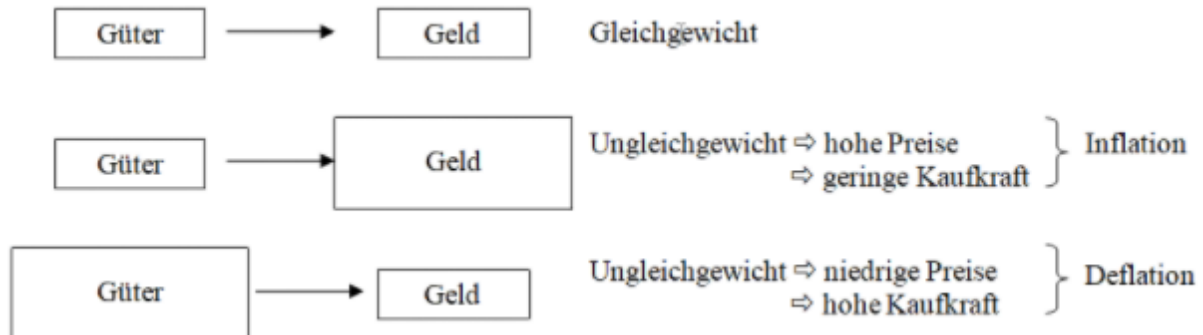 Güter → Geld Gleichgewicht
Güter → Geld Ungleichgewicht ⇨ hohe Preise
⇨ geringe Kaufkraft
Inflation
Güter → Geld Ungleichgewicht ⇨ niedrige Preise
⇨ hohe Kaufkraft
Deflation